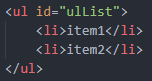 <ul id="ulList">
    <li>item1</li>
    <li>item2</li>
</ul>